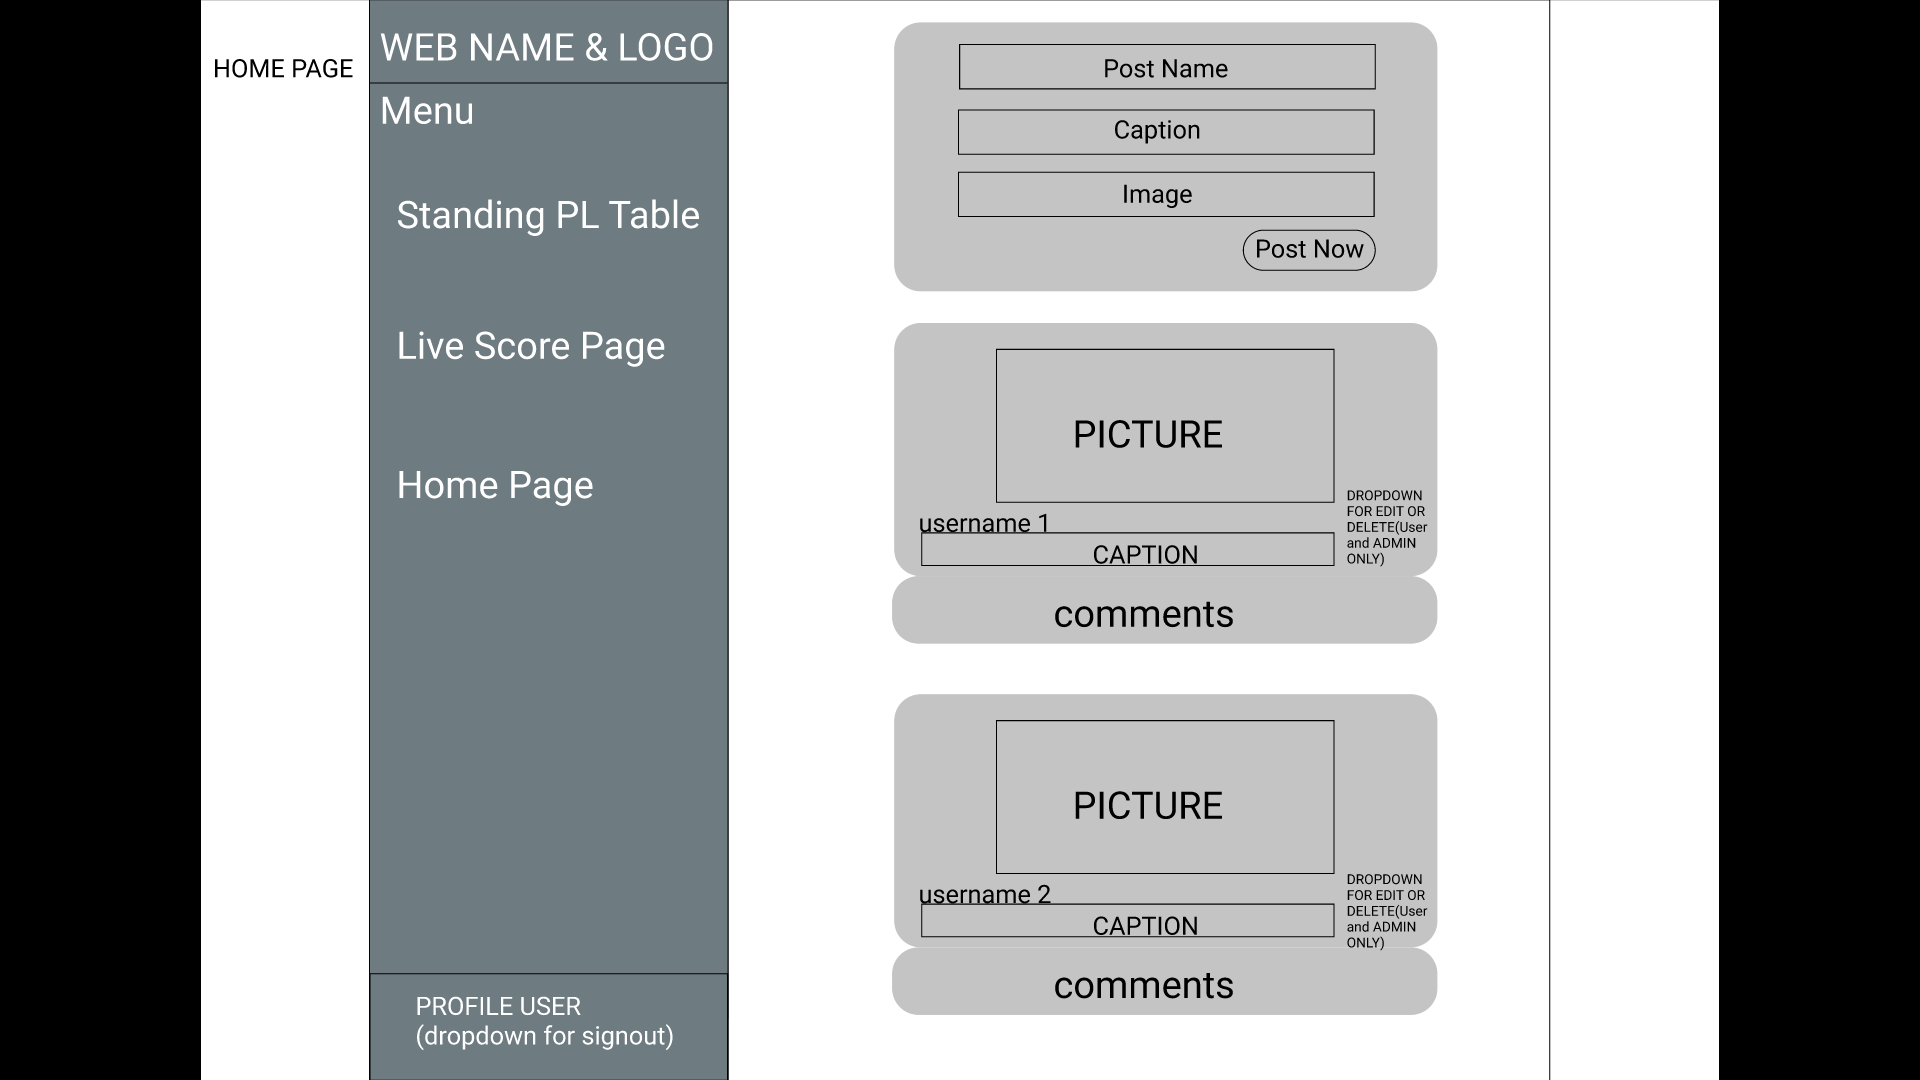 HOME PAGE
WEB NAME & LOGO
Menu
Standing PL Table
Live Score Page
Home Page
PROFILE USER
(dropdown for signout)
Post Name
Caption
Image
Post Now
PICTURE
username 1
CAPTION
DROPDOWN
FOR EDIT OR
DELETE(User
and ADMIN
ONLY)
comments
PICTURE
username 2
CAPTION
DROPDOWN
FOR EDIT OR
DELETE(User
and ADMIN
ONLY)
comments